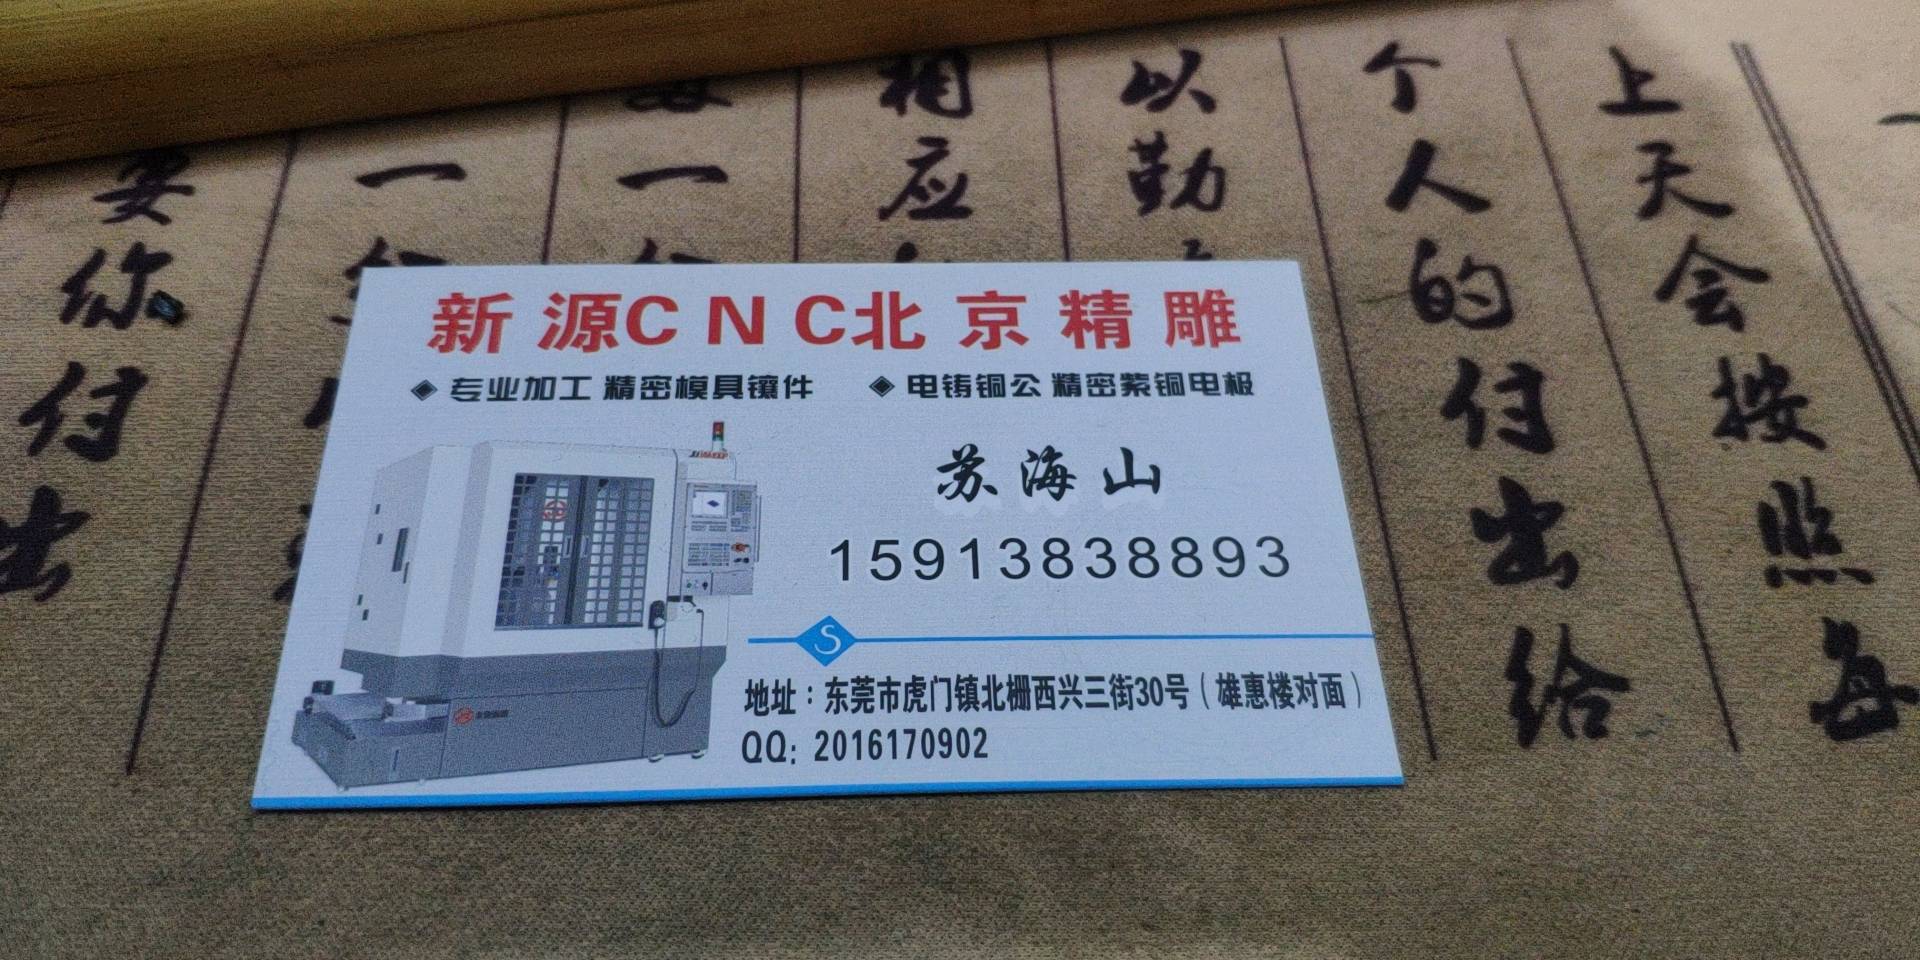 新源CNC北京精雕
◆ 专业加工 精密模具镶件 ◆ 电铸铜公 精密紫铜电极
苏海山
15913838893
S
地址：东莞市虎门镇北栅西兴三街30号（雄惠楼对面）
QQ: 2016170902
上天会按照每
个人的付出给
以勤
相应
一
一
要你付出